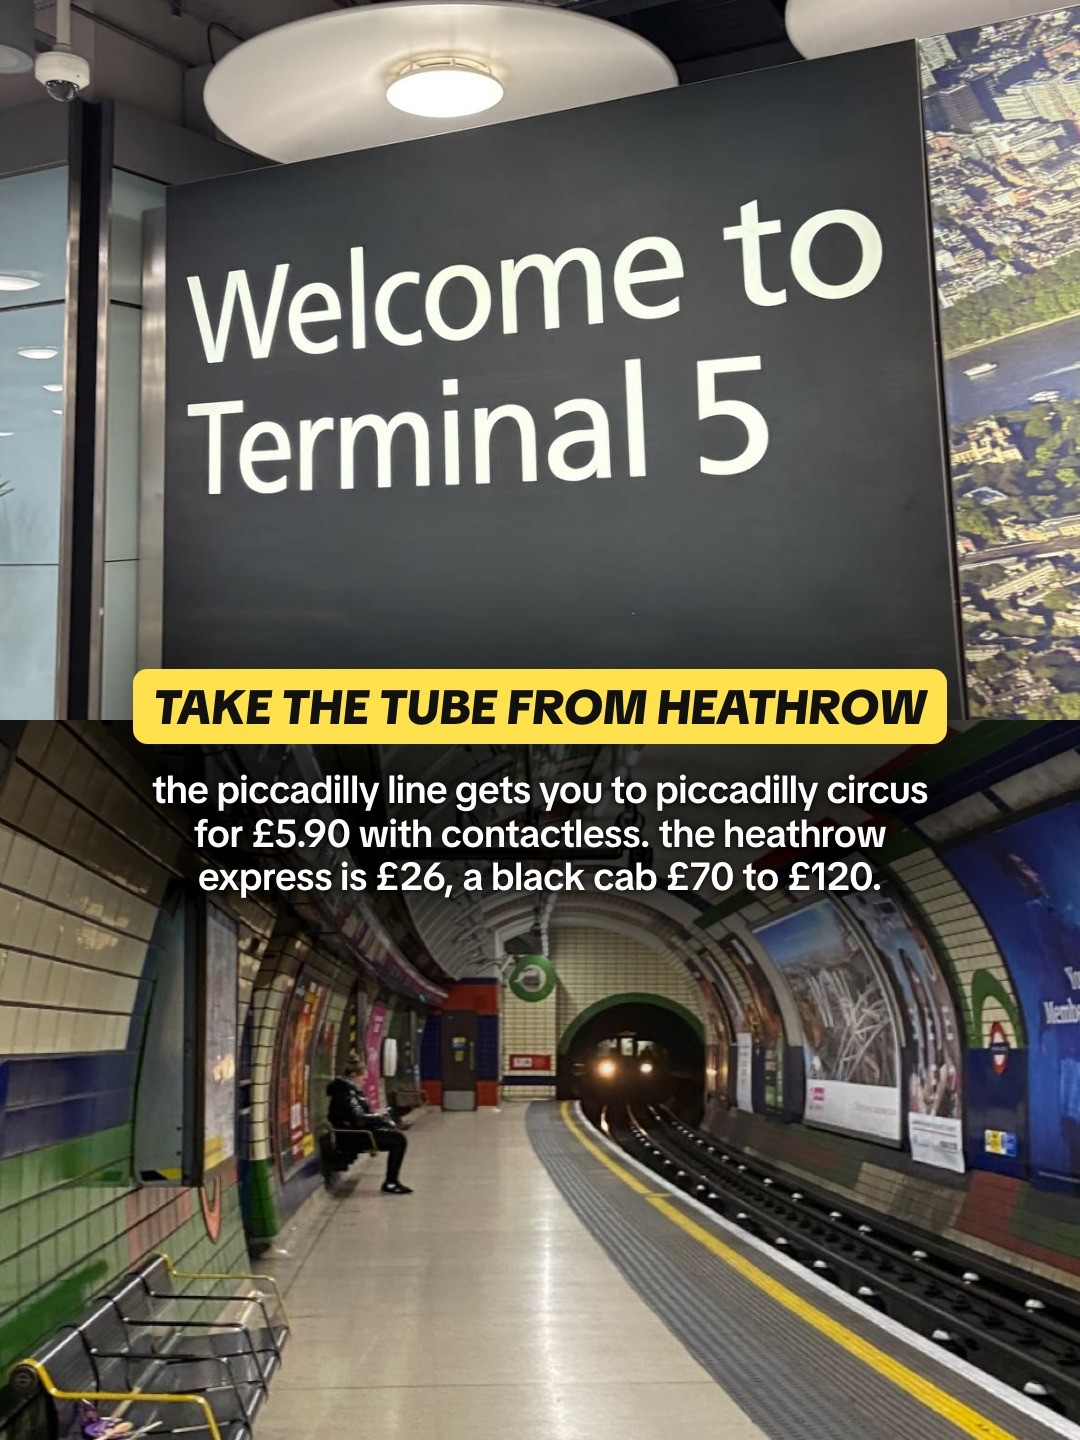 Welcome to
Terminal 5
TAKE THE TUBE FROM HEATHROW
the piccadilly line gets you to piccadilly circus
for £5.90 with contactless. the heathrow
express is £26, a black cab £70 to £120.